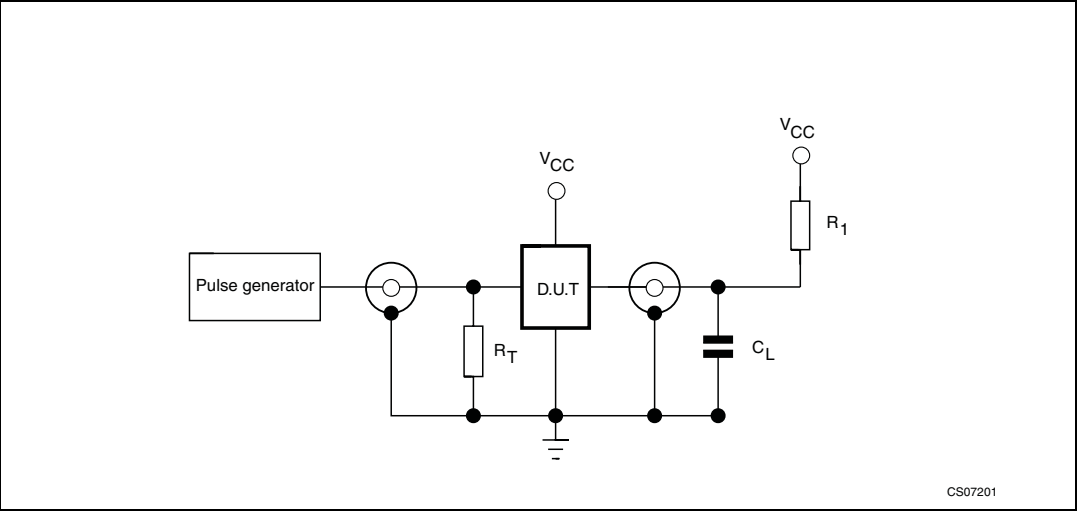 VCC
VCC
R1
Pulse generator
D.U.T
RT
CL
CS07201